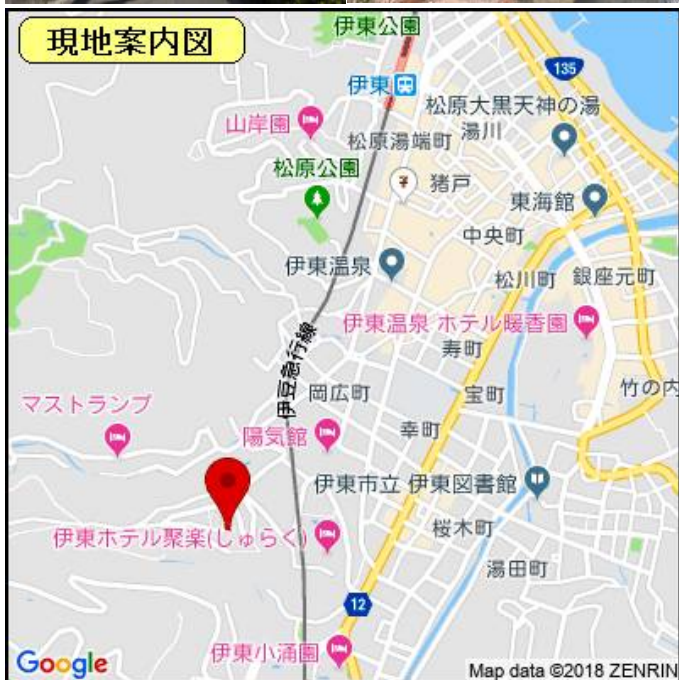 現地案内図
伊東公園
135
伊東
松原大黒天神の湯
山岸園
湯川
松原湯端町
松原公園
猪戸
東海館
中央町
伊東温泉
松川町
銀座元町
伊東温泉 ホテル暖香園
伊豆急行線
寿町
岡広町
宝町
竹の内
マストランプ
陽気館
幸町
伊東市立 伊東図書館
伊東ホテル聚楽(じゅらく)
桜木町
湯田町
12
伊東小涌園
Google
Map data ©2018 ZENRIN